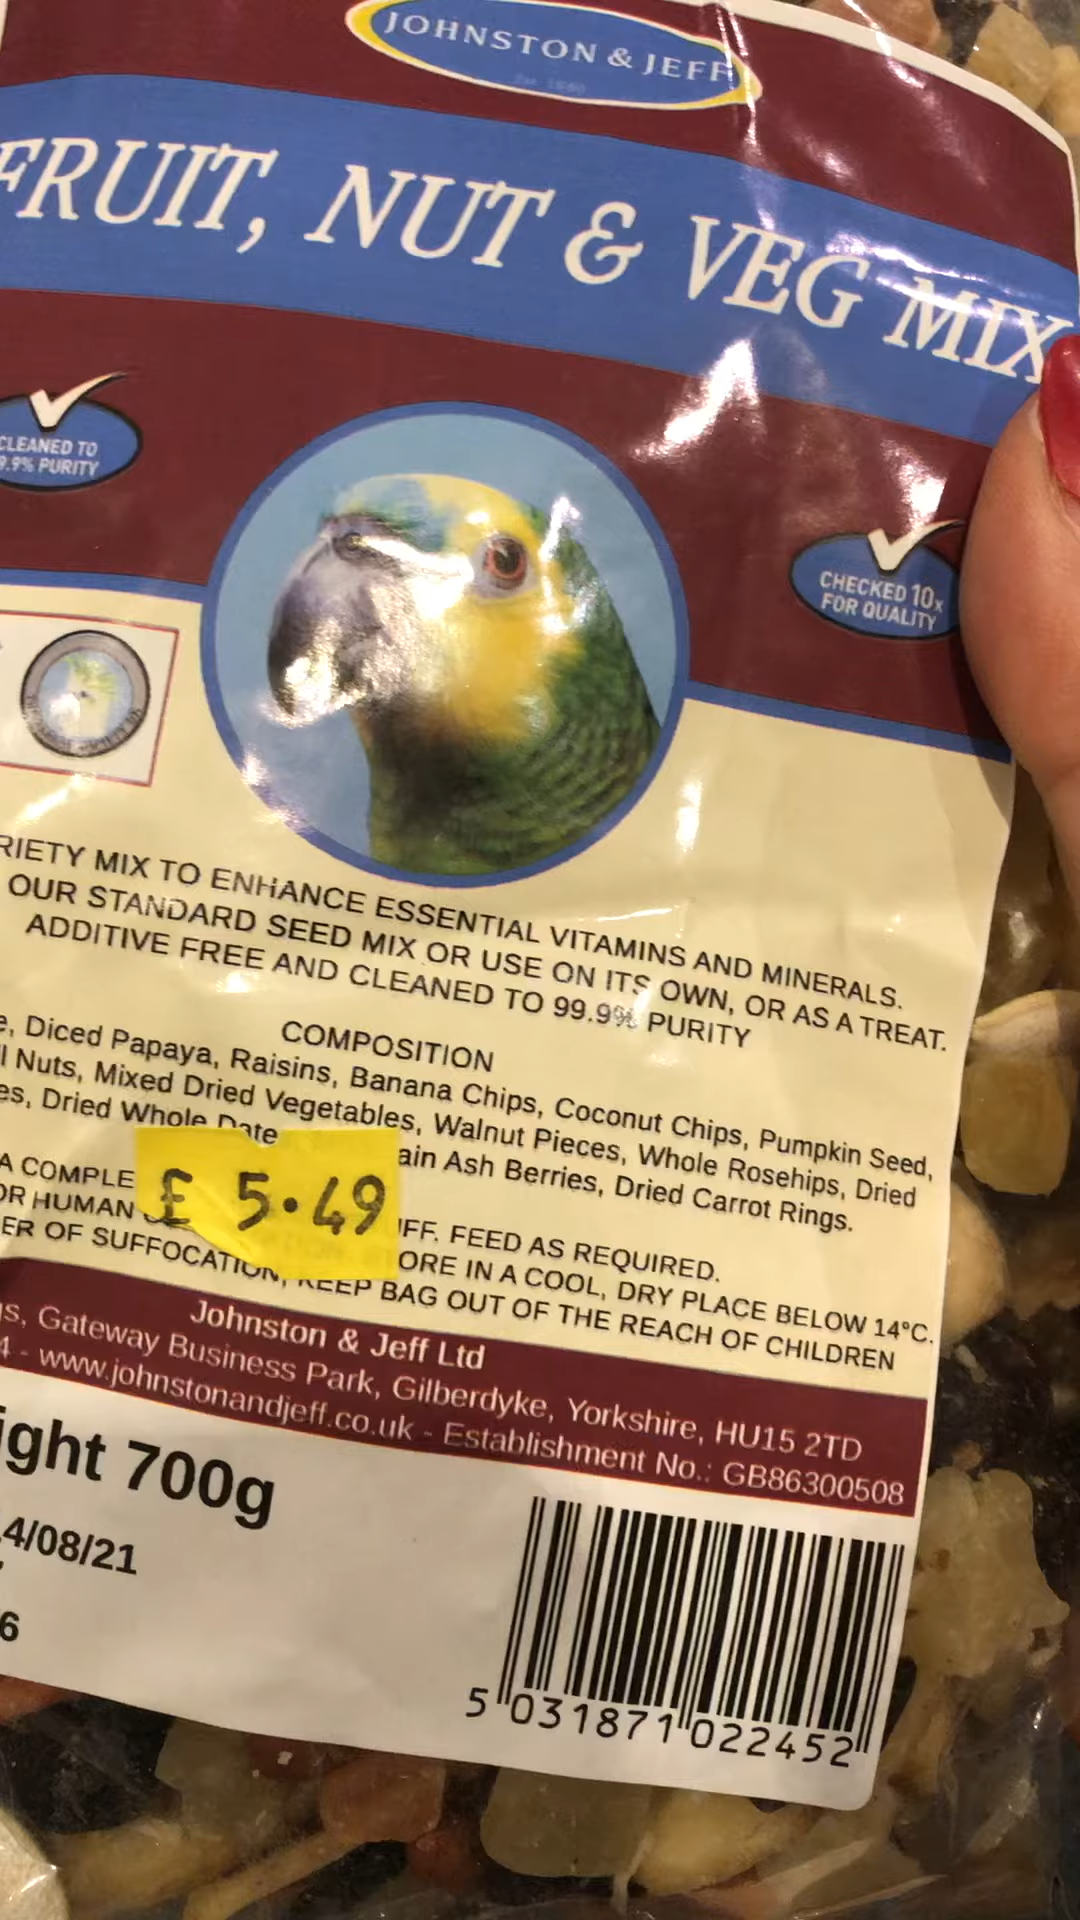 JOHNSTON & JEFF
FRUIT, NUT & VEG MIX
CLEANED TO
9.9% PURITY
CHECKED 10x
FOR QUALITY
RIETY MIX TO ENHANCE ESSENTIAL VITAMINS AND MINERALS.
OUR STANDARD SEED MIX OR USE ON ITS OWN, OR AS A TREAT.
ADDITIVE FREE AND CLEANED TO 99.9% PURITY
COMPOSITION
e, Diced Papaya, Raisins, Banana Chips, Coconut Chips, Pumpkin Seed,
l Nuts, Mixed Dried Vegetables, Walnut Pieces, Whole Rosehips, Dried
es, Dried Whole Date ain Ash Berries, Dried Carrot Rings.
£ 5.49
A COMPLE UFF. FEED AS REQUIRED.
OR HUMAN ORE IN A COOL, DRY PLACE BELOW 14°C.
ER OF SUFFOCATION, KEEP BAG OUT OF THE REACH OF CHILDREN
Johnston & Jeff Ltd
gs, Gateway Business Park, Gilberdyke, Yorkshire, HU15 2TD
4 - www.johnstonandjeff.co.uk - Establishment No.: GB86300508
ight 700g
4/08/21
6
5 031871 022452